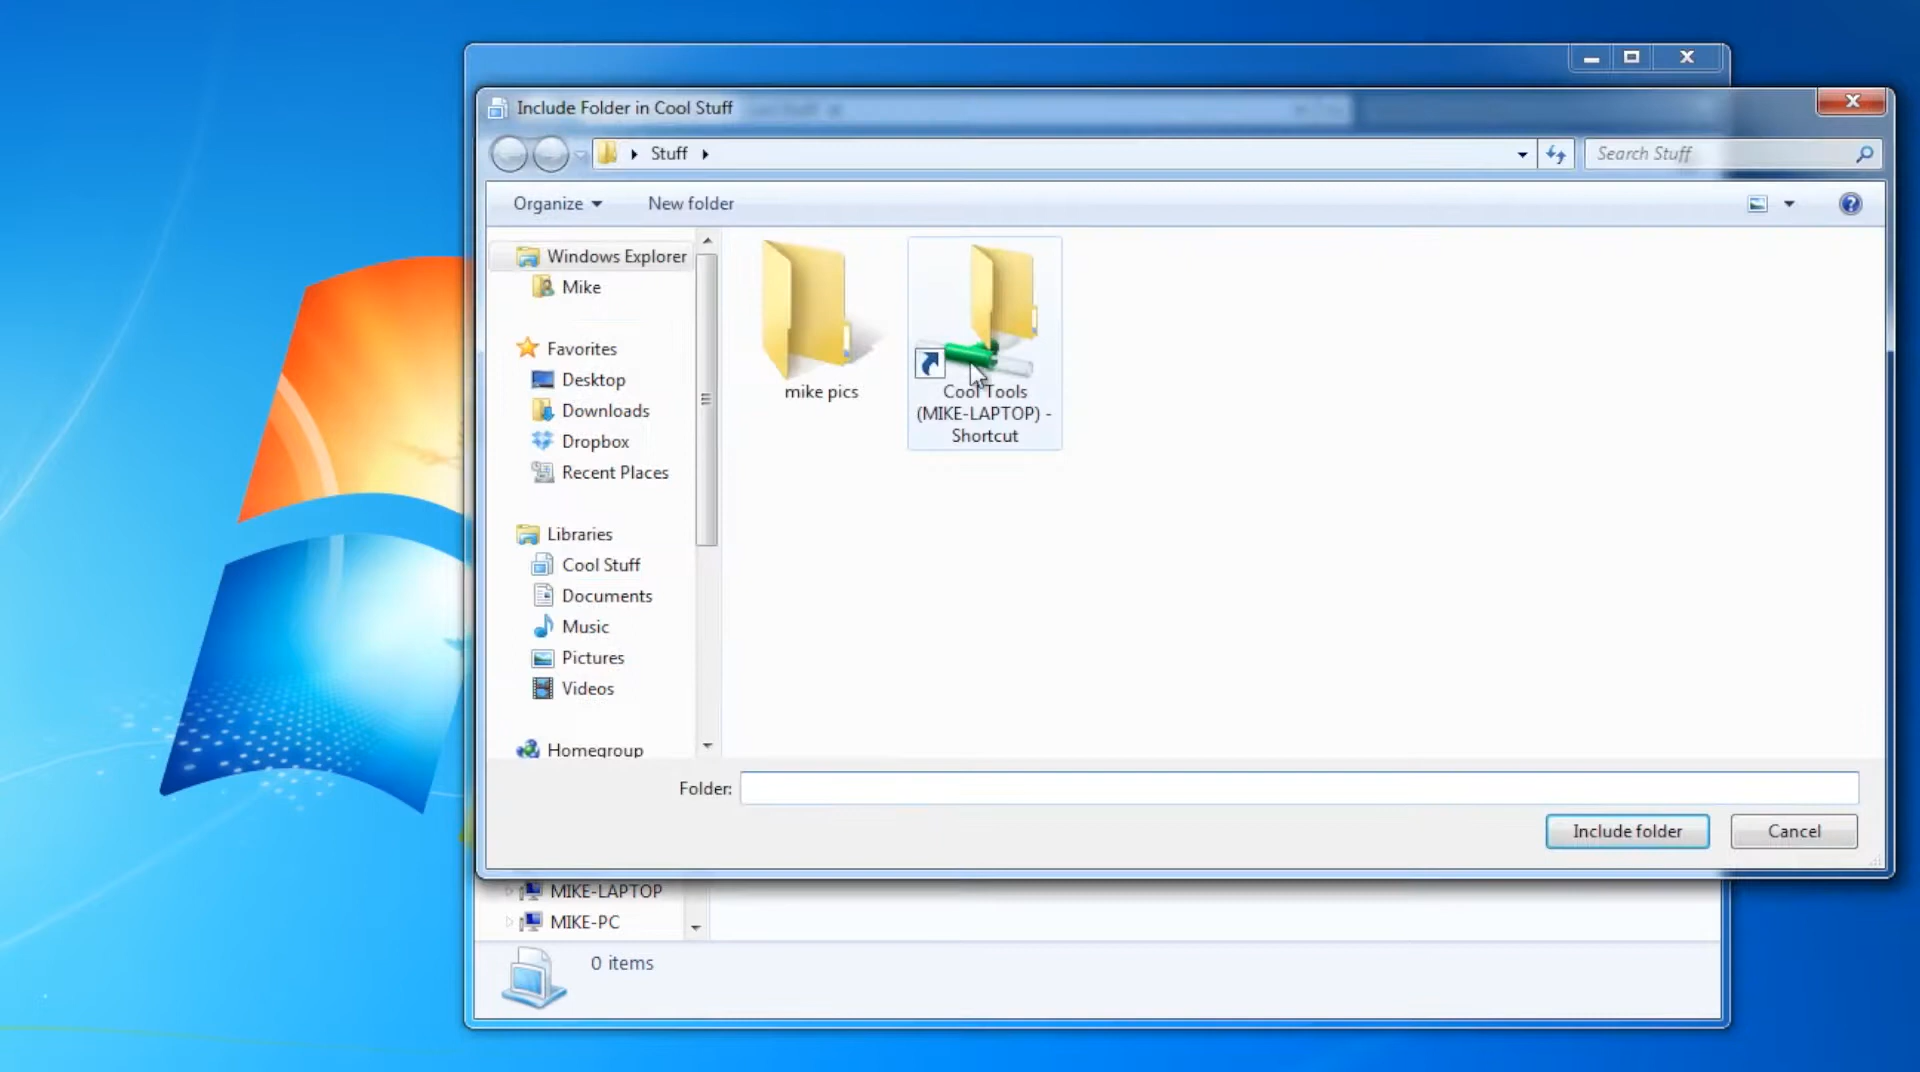 Include Folder in Cool Stuff
Stuff
Search Stuff
Organize
New folder
Windows Explorer
Mike
Favorites
Desktop
Downloads
Dropbox
Recent Places
Libraries
Cool Stuff
Documents
Music
Pictures
Videos
Homegroup
mike pics
Cool Tools
(MIKE-LAPTOP) -
Shortcut
Folder:
Include folder
Cancel
MIKE-LAPTOP
MIKE-PC
0 items